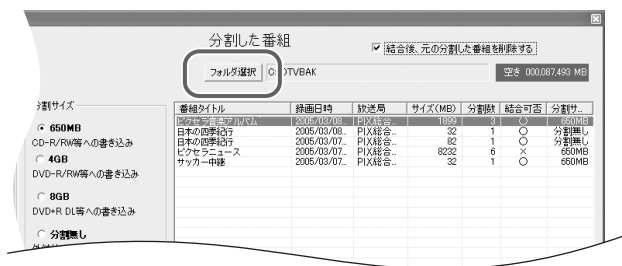 分割した番組
結合後、元の分割した番組を削除する
フォルダ選択 C:¥DTVBAK 空き 000,087,493 MB
分割サイズ
650MB
CD-R/RW等への書き込み
4GB
DVD-R/RW等への書き込み
8GB
DVD+R DL等への書き込み
分割無し
番組タイトル 録画日時 放送局 サイズ(MB) 分割数 結合可否 分割サ...
ピクセラ音楽アルバム 2005/03/08... PIX総合... 1899 3 ○ 650MB
日本の四季紀行 2005/03/08... PIX総合... 32 1 ○ 分割無し
日本の四季紀行 2005/03/07... PIX総合... 82 1 ○ 分割無し
ピクセラニュース 2005/03/07... PIX総合... 8232 6 × 650MB
サッカー中継 2005/03/07... PIX総合... 32 1 ○ 650MB